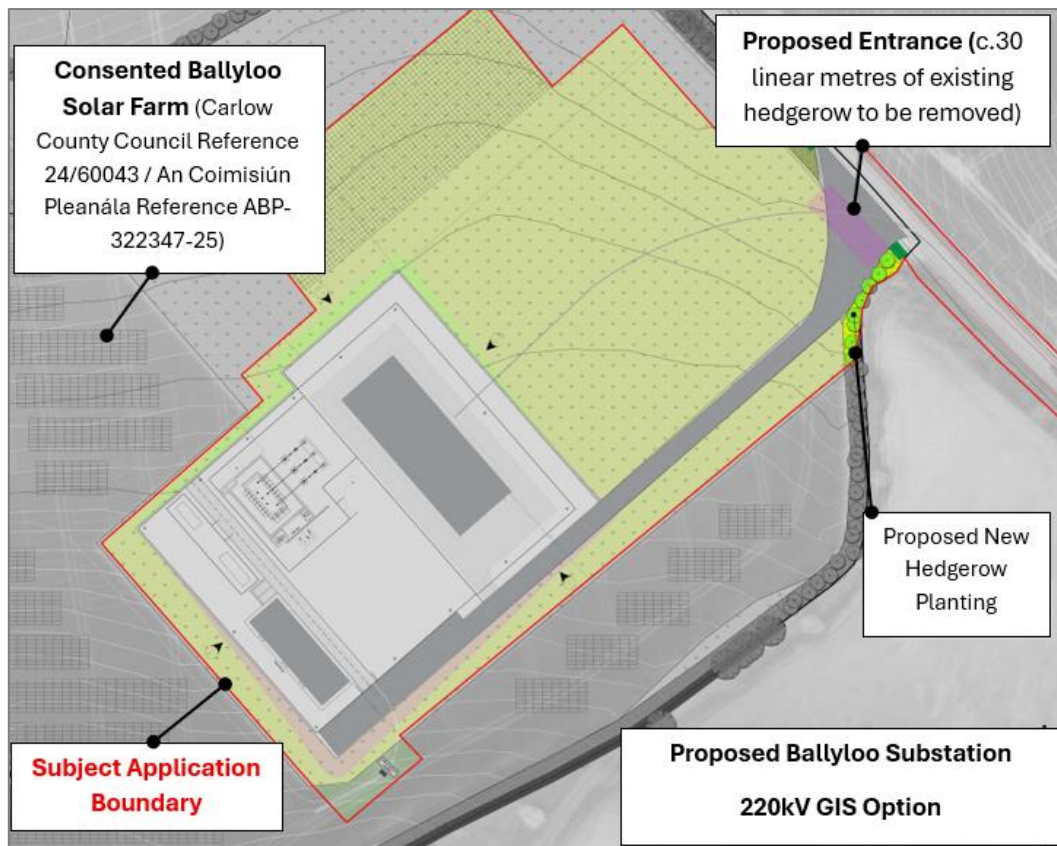 Consented Ballyloo
Solar Farm (Carlow
County Council Reference
24/60043 / An Coimisiún
Pleanála Reference ABP-
322347-25)
Proposed Entrance (c.30
linear metres of existing
hedgerow to be removed)
Proposed New
Hedgerow
Planting
Subject Application
Boundary
Proposed Ballyloo Substation
220kV GIS Option